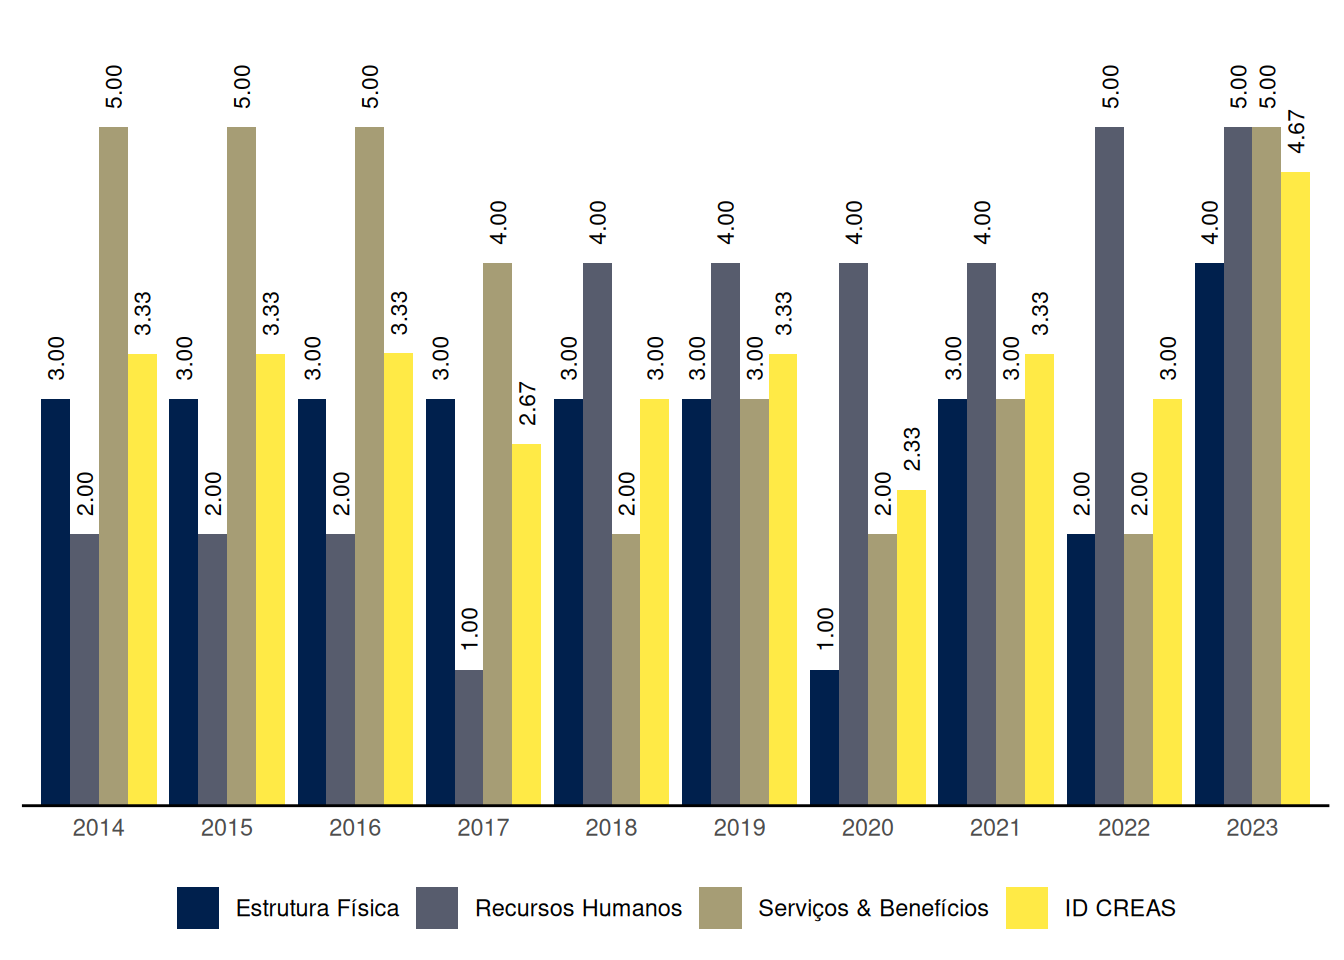 3.00 2.00 5.00 3.33
3.00 2.00 5.00 3.33
3.00 2.00 5.00 3.33
3.00 1.00 4.00 2.67
3.00 4.00 2.00 3.00
3.00 4.00 3.00 3.33
1.00 4.00 2.00 2.33
3.00 4.00 3.00 3.33
2.00 5.00 2.00 3.00
4.00 5.00 5.00 4.67
2014 2015 2016 2017 2018 2019 2020 2021 2022 2023
Estrutura Física Recursos Humanos Serviços & Benefícios ID CREAS